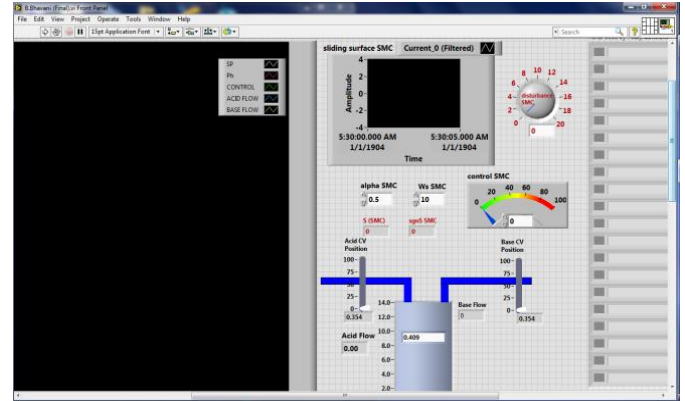 B.Bhavani (Final).vi Front Panel
File Edit View Project Operate Tools Window Help
15pt Application Font
Search
SP
Ph
CONTROL
ACID FLOW
BASE FLOW
sliding surface SMC Current_0 (Filtered)
Amplitude
4-
2-
0-
-2-
-4-
5:30:00.000 AM 5:30:05.000 AM
1/1/1904 1/1/1904
Time
0 2 4 6 8 10 12 14 16 18 20
disturbance
SMC
0
alpha SMC Ws SMC
0.5 10
control SMC
0 20 40 60 80 100
0
S (SMC) sgnS SMC
0 0
Acid CV
Position
100-
75-
50-
25-
0-
0.354
Base CV
Position
100-
75-
50-
25-
0-
0.354
14.0-
12.0-
10.0-
8.0-
6.0-
4.0-
2.0-
0.409
Base Flow
0
Acid Flow
0.00